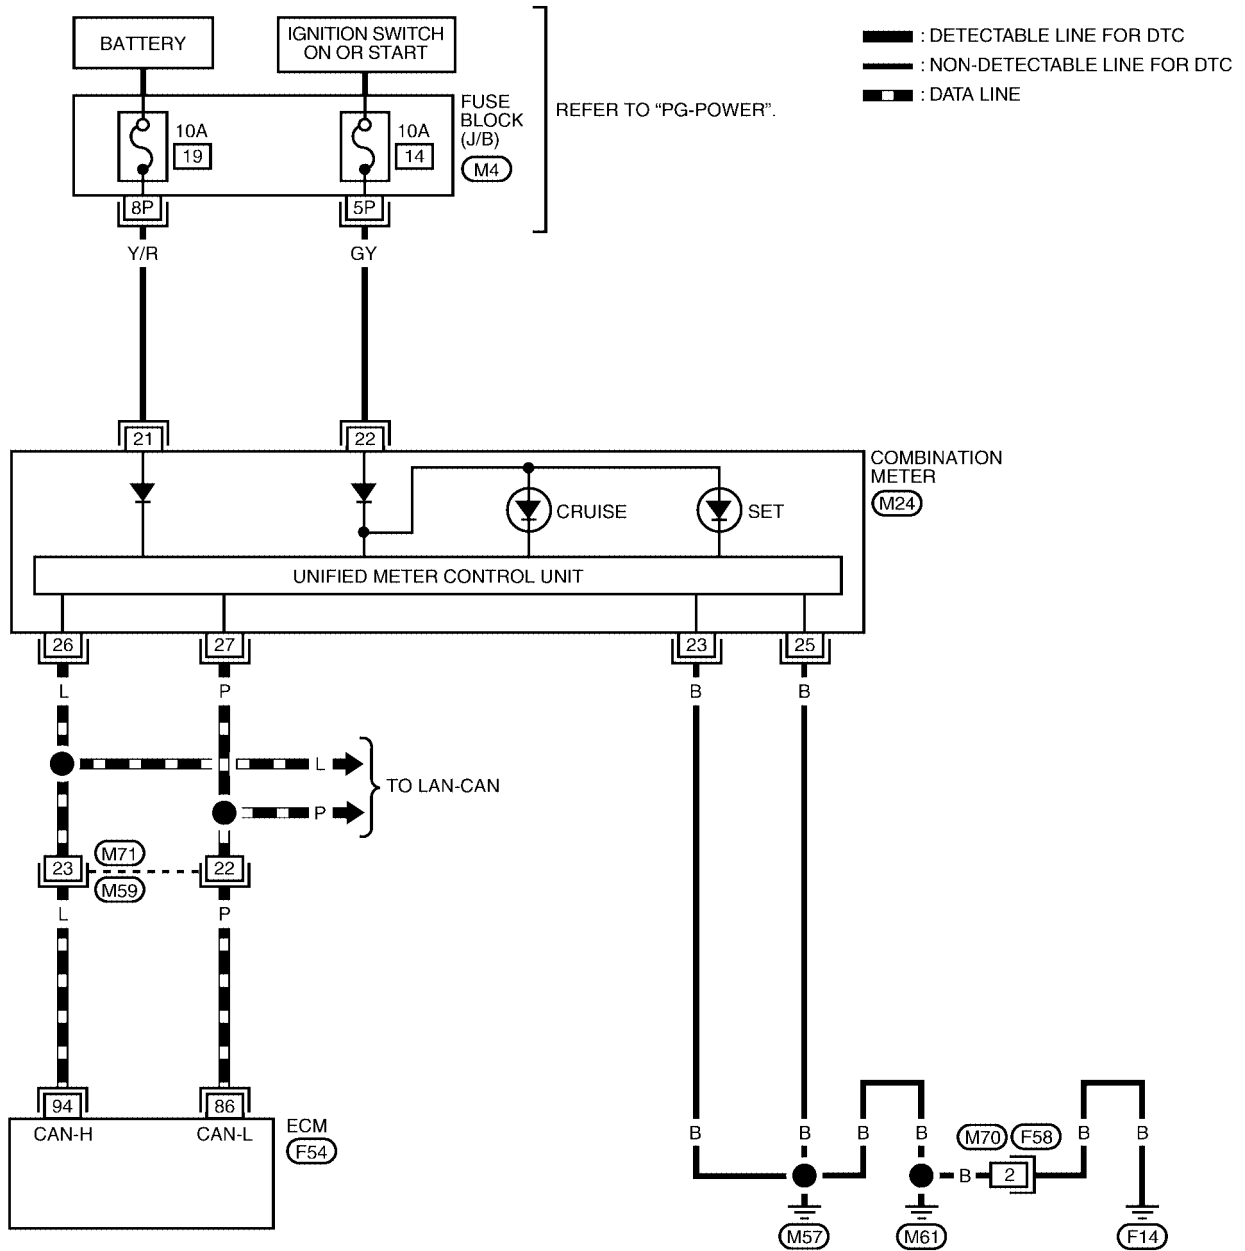 BATTERY
IGNITION SWITCH
ON OR START
FUSE
BLOCK
(J/B)
M4
REFER TO “PG-POWER”.
: DETECTABLE LINE FOR DTC
: NON-DETECTABLE LINE FOR DTC
: DATA LINE
10A
19
10A
14
8P
5P
Y/R
GY
21
22
COMBINATION
METER
M24
CRUISE
SET
UNIFIED METER CONTROL UNIT
26
27
23
25
L
P
B
B
L
P
TO LAN-CAN
23
M71
M59
22
L
P
94
86
CAN-H
CAN-L
ECM
F54
B
B
B
B
M70
F58
B
B
B
2
M57
M61
F14